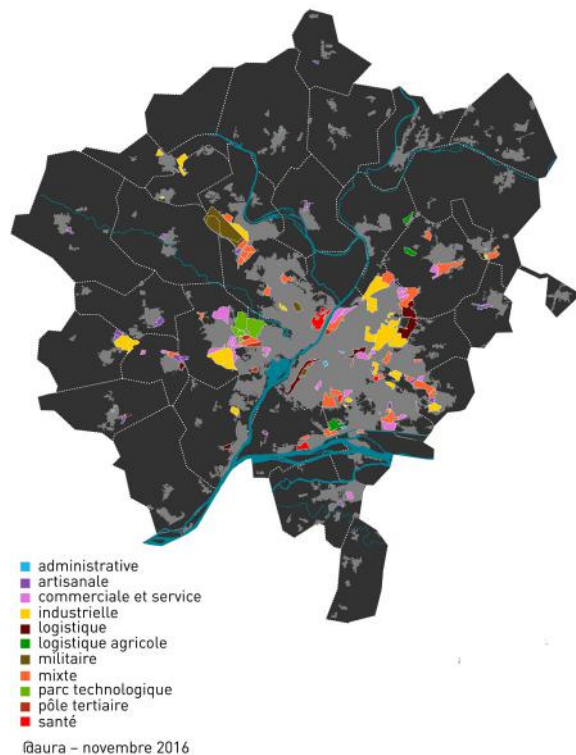 administrative
artisanale
commerciale et service
industrielle
logistique
logistique agricole
militaire
mixte
parc technologique
pôle tertiaire
santé
@aura – novembre 2016